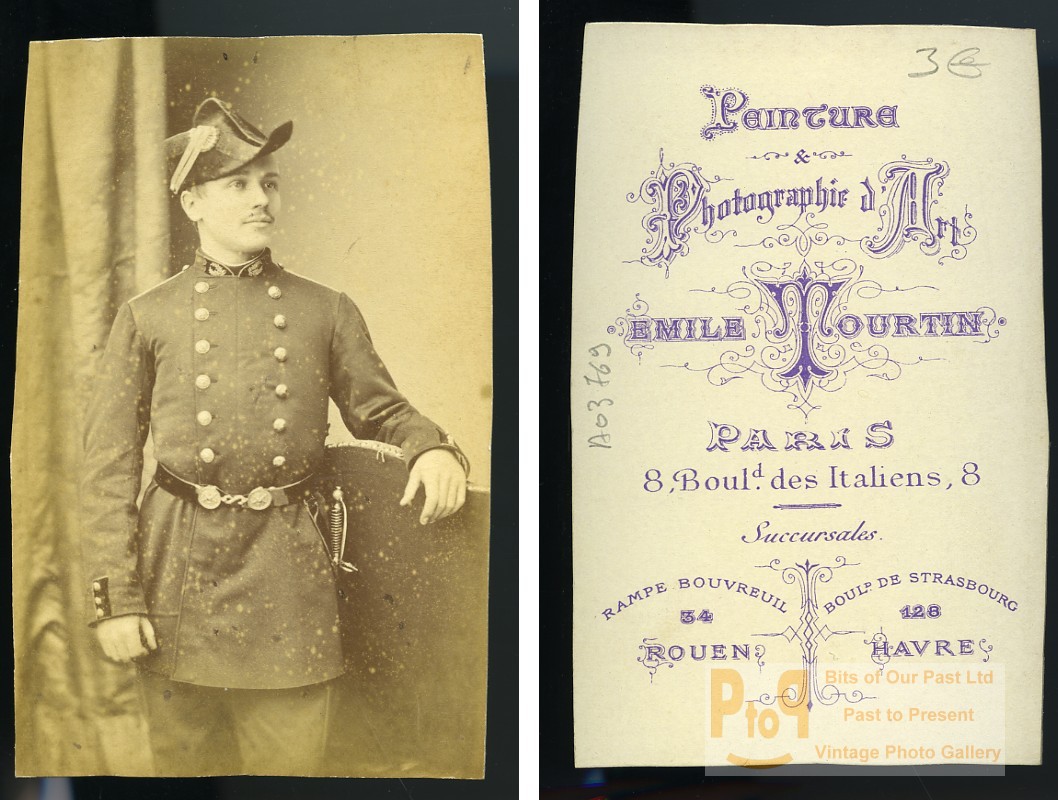 3€
Peinture
&
Photographie d'Art
EMILE TOURTIN
PARIS
8, Boul.d des Italiens, 8
Succursales.
RAMPE BOUVREUIL
34
ROUEN
BOUL.D DE STRASBOURG
128
HAVRE
A03769
PtoP
Bits of Our Past Ltd
Past to Present
Vintage Photo Gallery